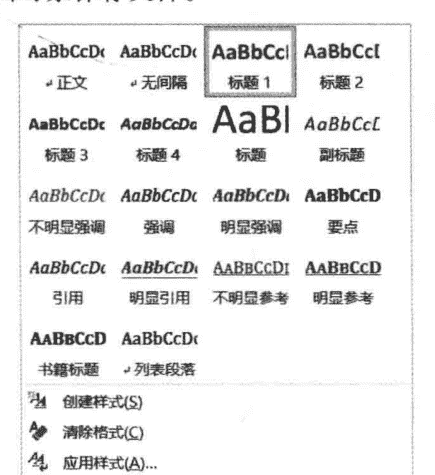 AaBbCcDc AaBbCcDc AaBbCcl AaBbCcl
↵正文 ↵无间隔 标题 1 标题 2
AaBbCcDc AaBbCcDc AaBl AaBbCcC
标题 3 标题 4 标题 副标题
AaBbCcDc AaBbCcDc AaBbCcDc AaBbCcD
不明显强调 强调 明显强调 要点
AaBbCcDc AaBbCcDc AaBbCcDd AaBbCcD
引用 明显引用 不明显参考 明显参考
AaBbCcD AaBbCcDc
书籍标题 ↵列表段落
创建样式(S)
清除格式(C)
应用样式(A)...